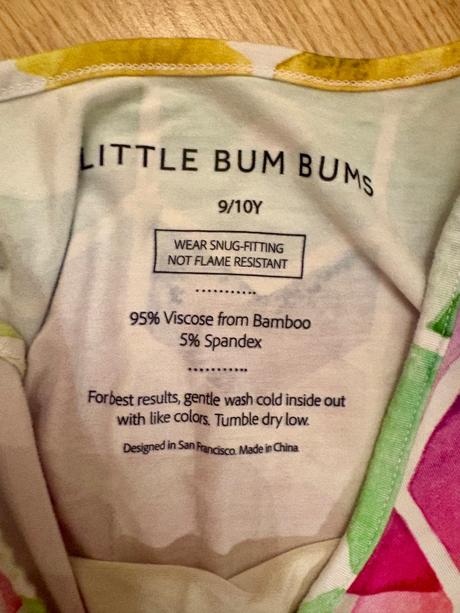 LITTLE BUM BUMS
9/10Y
WEAR SNUG-FITTING
NOT FLAME RESISTANT
95% Viscose from Bamboo
5% Spandex
For best results, gentle wash cold inside out
with like colors. Tumble dry low.
Designed in San Francisco. Made in China.